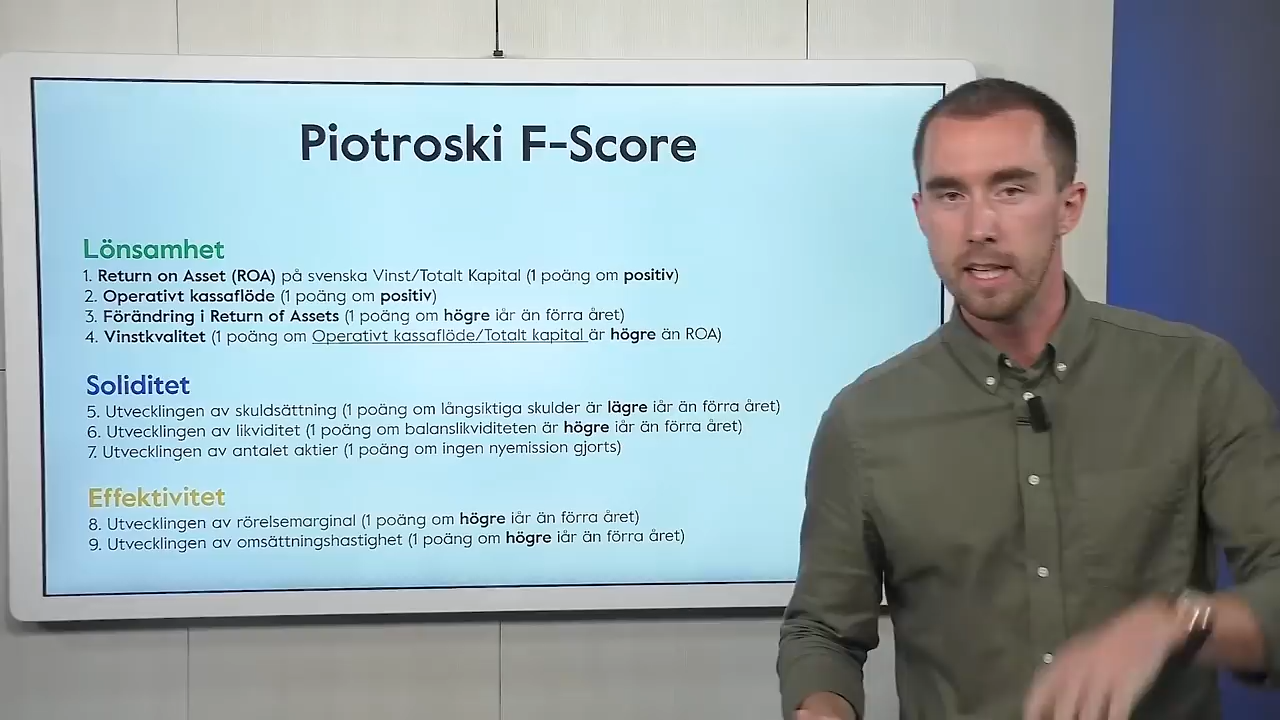 Piotroski F-Score
Lönsamhet
1. Return on Asset (ROA) på svenska Vinst/Totalt Kapital (1 poäng om positiv)
2. Operativt kassaflöde (1 poäng om positiv)
3. Förändring i Return of Assets (1 poäng om högre iår än förra året)
4. Vinstkvalitet (1 poäng om Operativt kassaflöde/Totalt kapital är högre än ROA)
Soliditet
5. Utvecklingen av skuldsättning (1 poäng om långsiktiga skulder är lägre iår än förra året)
6. Utvecklingen av likviditet (1 poäng om balanslikviditeten är högre iår än förra året)
7. Utvecklingen av antalet aktier (1 poäng om ingen nyemission gjorts)
Effektivitet
8. Utvecklingen av rörelsemarginal (1 poäng om högre iår än förra året)
9. Utvecklingen av omsättningshastighet (1 poäng om högre iår än förra året)